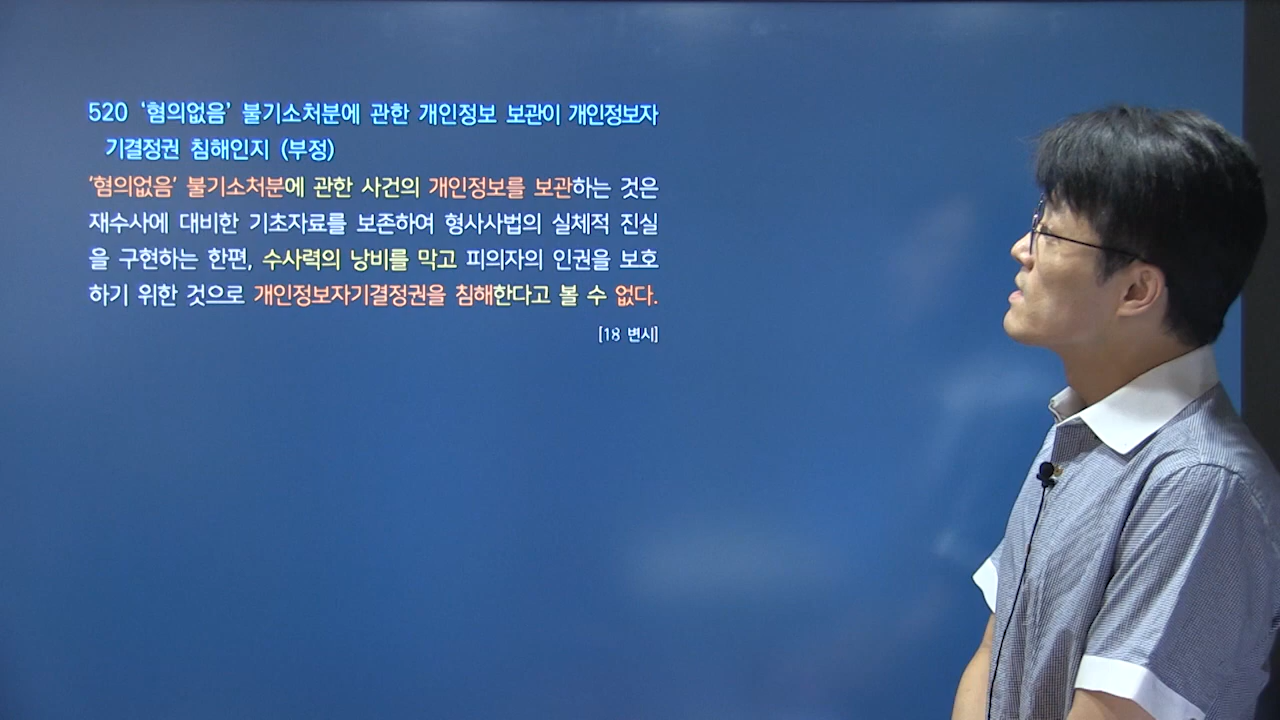 520 ‘혐의없음’ 불기소처분에 관한 개인정보 보관이 개인정보자
기결정권 침해인지 (부정)
‘혐의없음’ 불기소처분에 관한 사건의 개인정보를 보관하는 것은
재수사에 대비한 기초자료를 보존하여 형사사법의 실체적 진실
을 구현하는 한편, 수사력의 낭비를 막고 피의자의 인권을 보호
하기 위한 것으로 개인정보자기결정권을 침해한다고 볼 수 없다.
[18 변시]